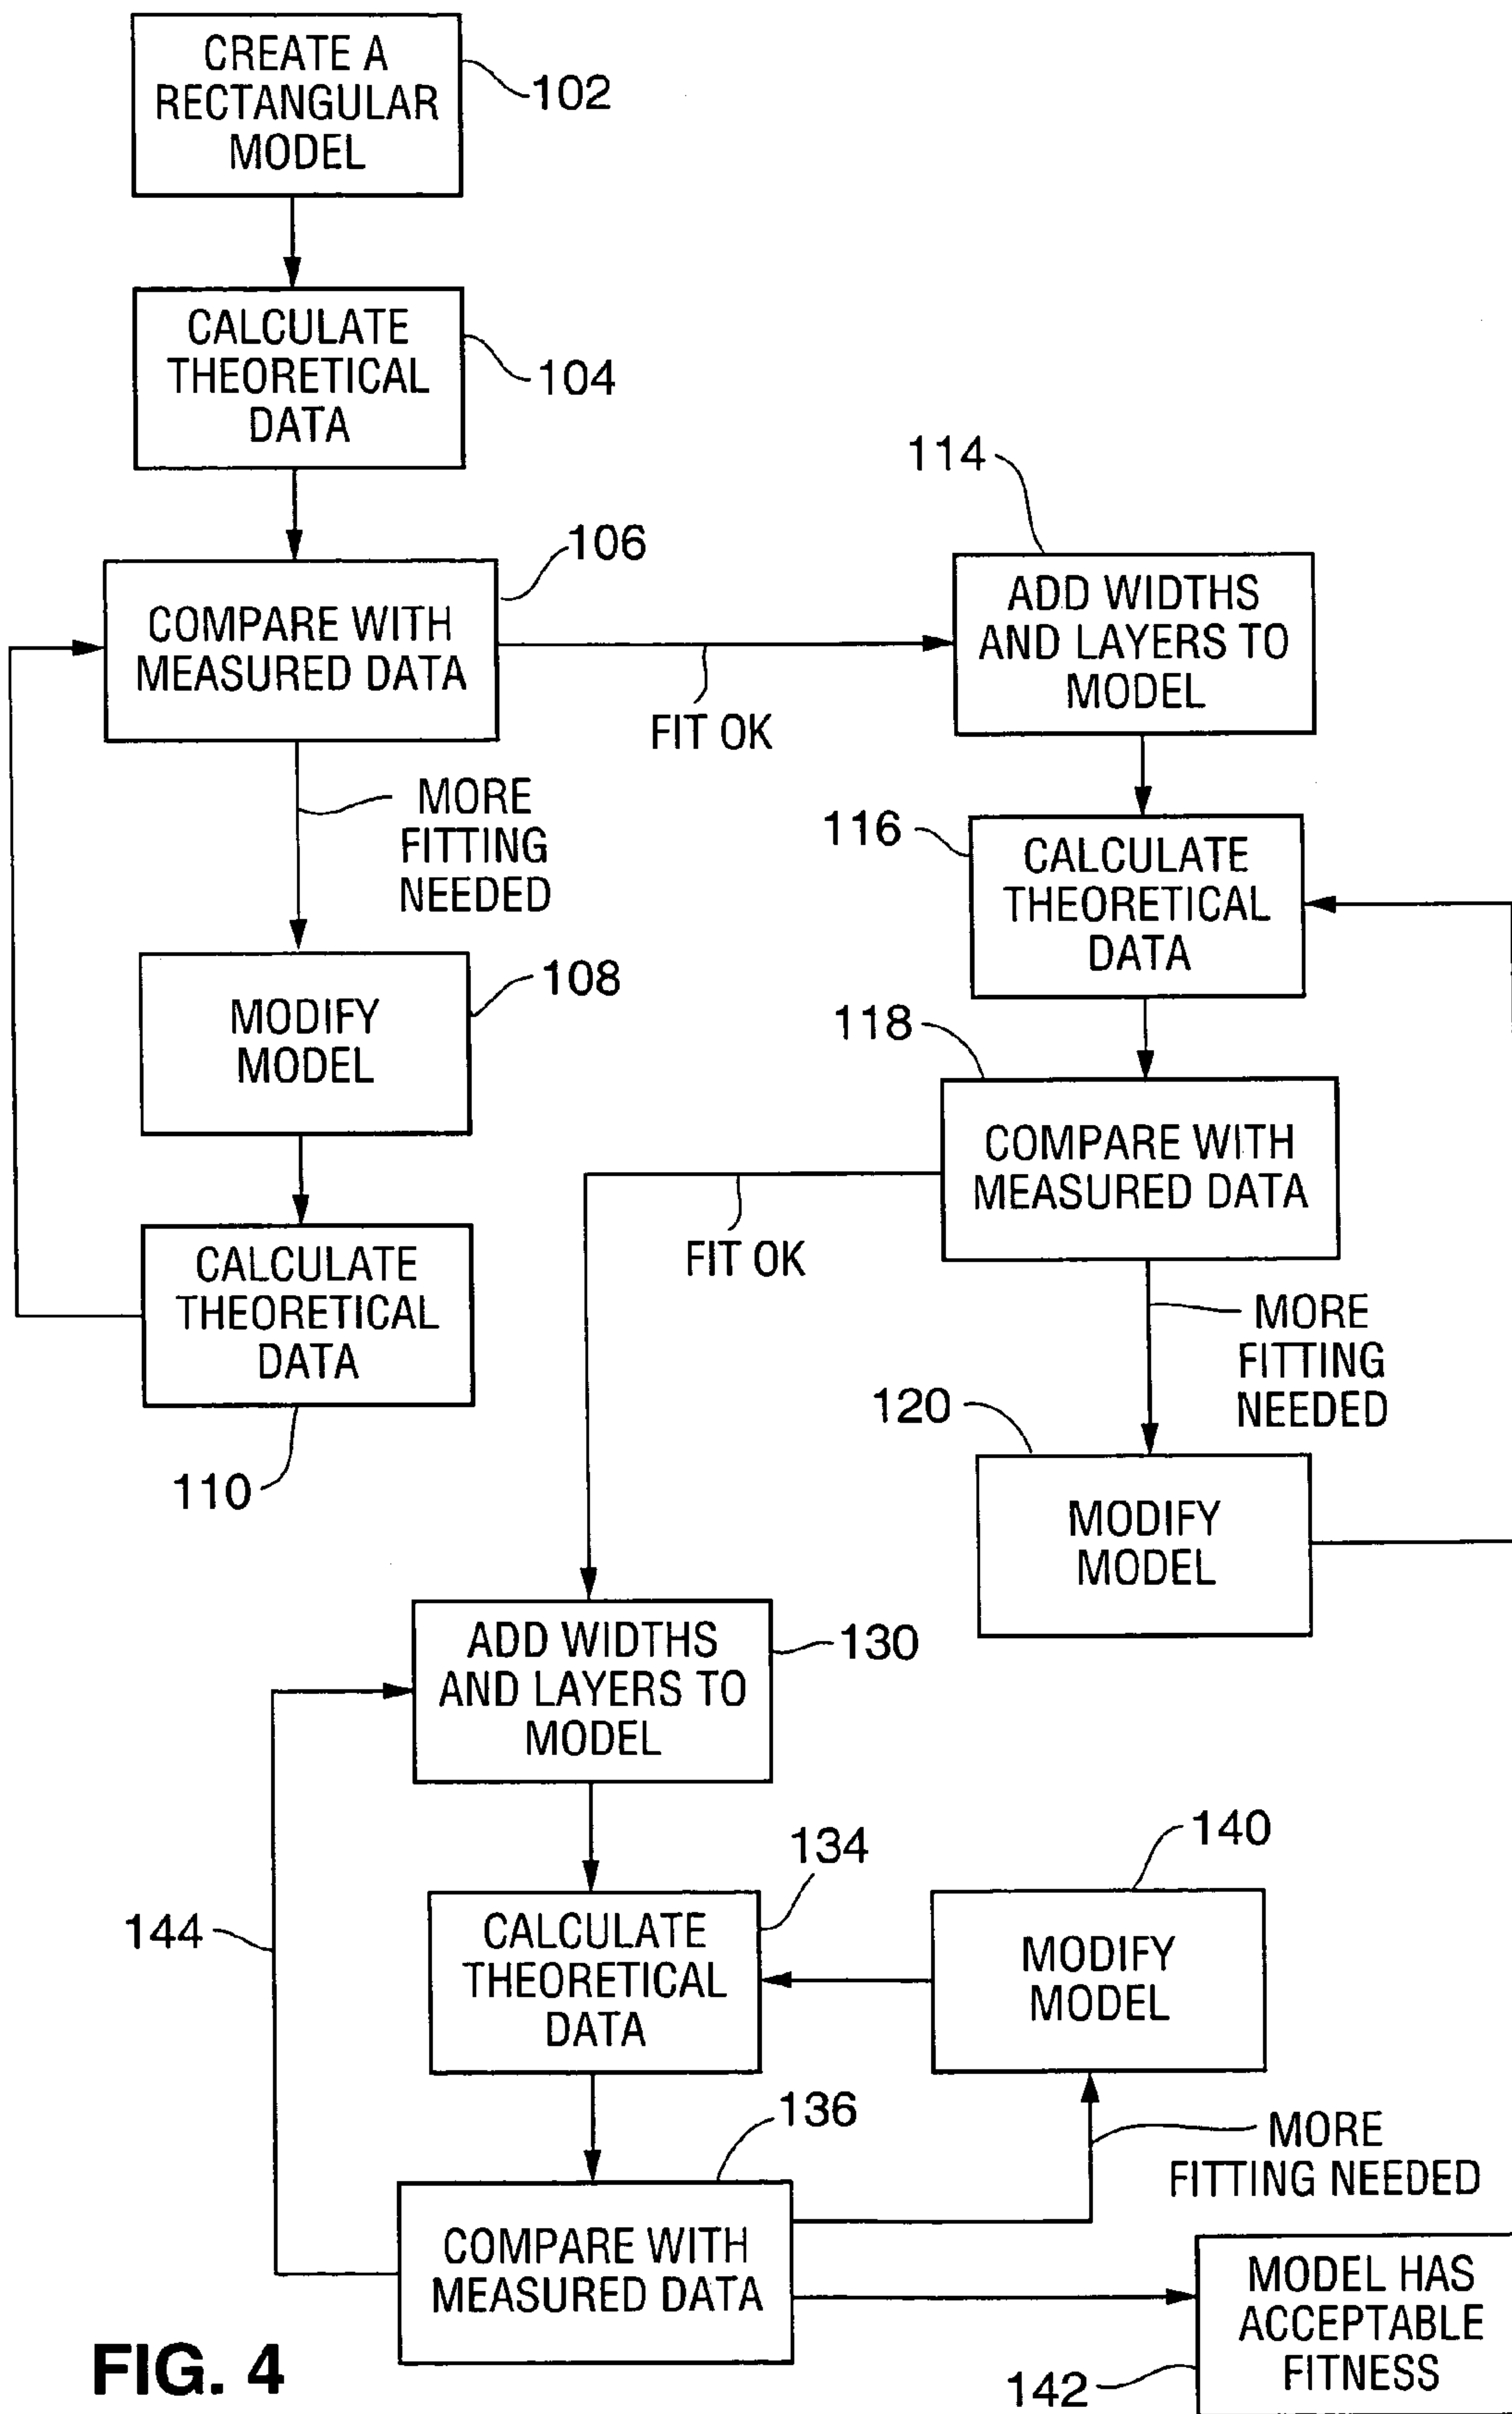 CREATE A
RECTANGULAR
MODEL
102
CALCULATE
THEORETICAL
DATA
104
COMPARE WITH
MEASURED DATA
106
FIT OK
MORE
FITTING
NEEDED
MODIFY
MODEL
108
CALCULATE
THEORETICAL
DATA
110
114
ADD WIDTHS
AND LAYERS TO
MODEL
116
CALCULATE
THEORETICAL
DATA
118
COMPARE WITH
MEASURED DATA
FIT OK
MORE
FITTING
NEEDED
120
MODIFY
MODEL
ADD WIDTHS
AND LAYERS TO
MODEL
130
134
CALCULATE
THEORETICAL
DATA
140
MODIFY
MODEL
144
136
COMPARE WITH
MEASURED DATA
MORE
FITTING NEEDED
MODEL HAS
ACCEPTABLE
FITNESS
142
FIG. 4